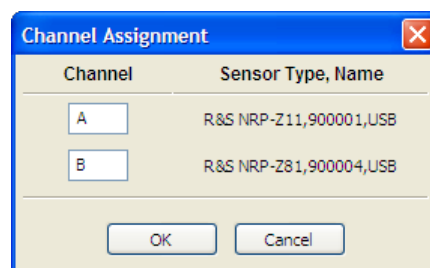 Channel Assignment
Channel Sensor Type, Name
A R&S NRP-Z11,900001,USB
B R&S NRP-Z81,900004,USB
OK Cancel